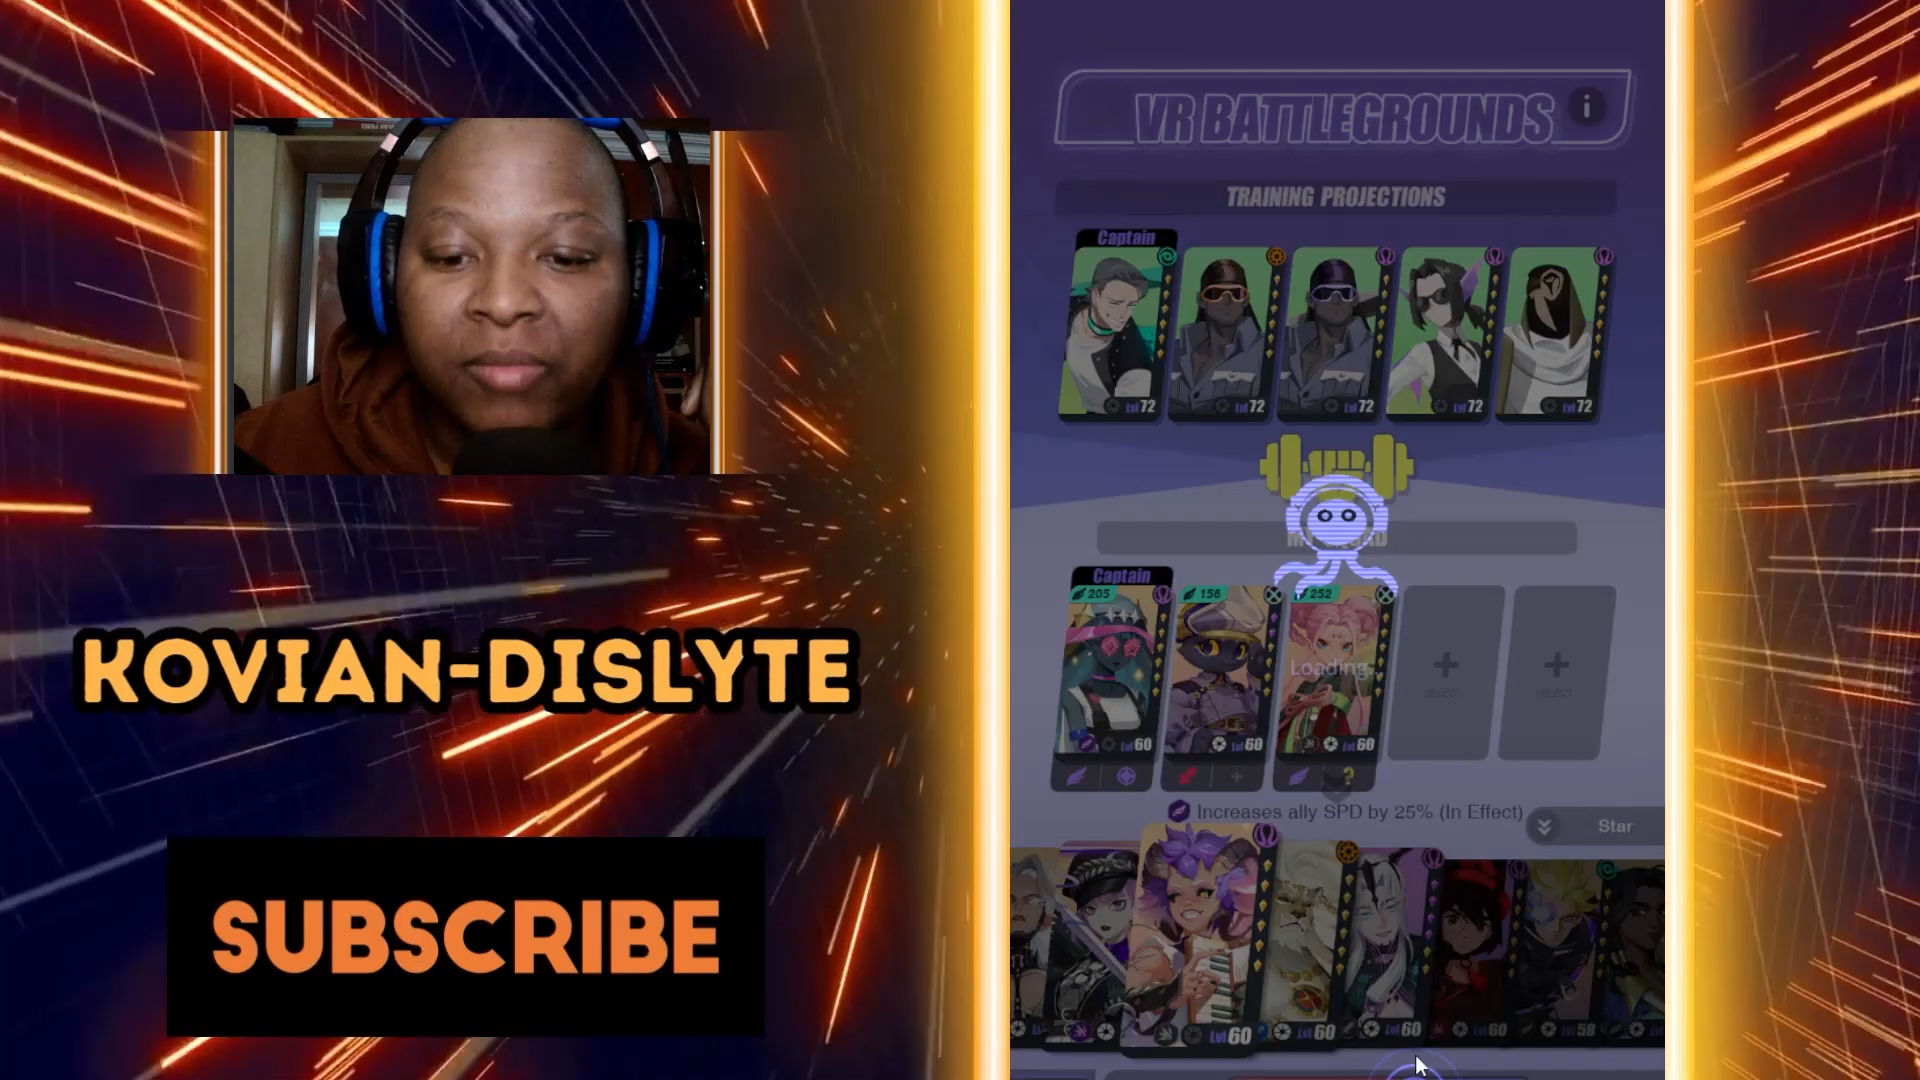 VR BATTLEGROUNDS i
TRAINING PROJECTIONS
Captain
Lvl 72 Lvl 72 Lvl 72 Lvl 72 Lvl 72
Captain
205 156 252
Loading.
SELECT SELECT
Lvl 60 Lvl 60 Lvl 60
Increases ally SPD by 25% (In Effect)
Star
Lvl 60 Lvl 60 Lvl 60 60 58
KOVIAN-DISLYTE
SUBSCRIBE